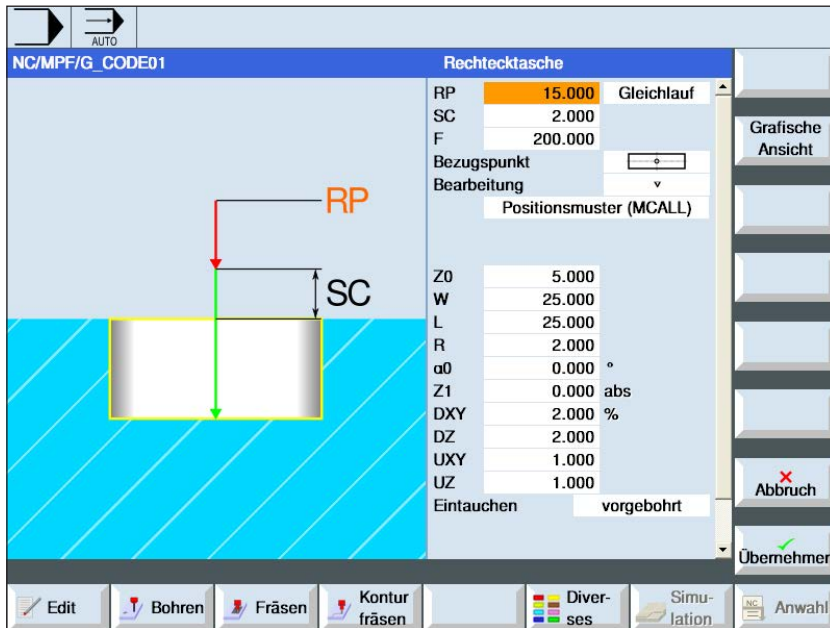 AUTO
NC/MPF/G_CODE01
Rechtecktasche
RP 15.000 Gleichlauf
SC 2.000
F 200.000
Bezugspunkt
Bearbeitung ▿
Positionsmuster (MCALL)
Z0 5.000
W 25.000
L 25.000
R 2.000
α0 0.000 °
Z1 0.000 abs
DXY 2.000 %
DZ 2.000
UXY 1.000
UZ 1.000
Eintauchen vorgebohrt
RP
SC
Grafische
Ansicht
Abbruch
Übernehmen
Edit
Bohren
Fräsen
Kontur
fräsen
Diver-
ses
Simu-
lation
NC
Anwahl